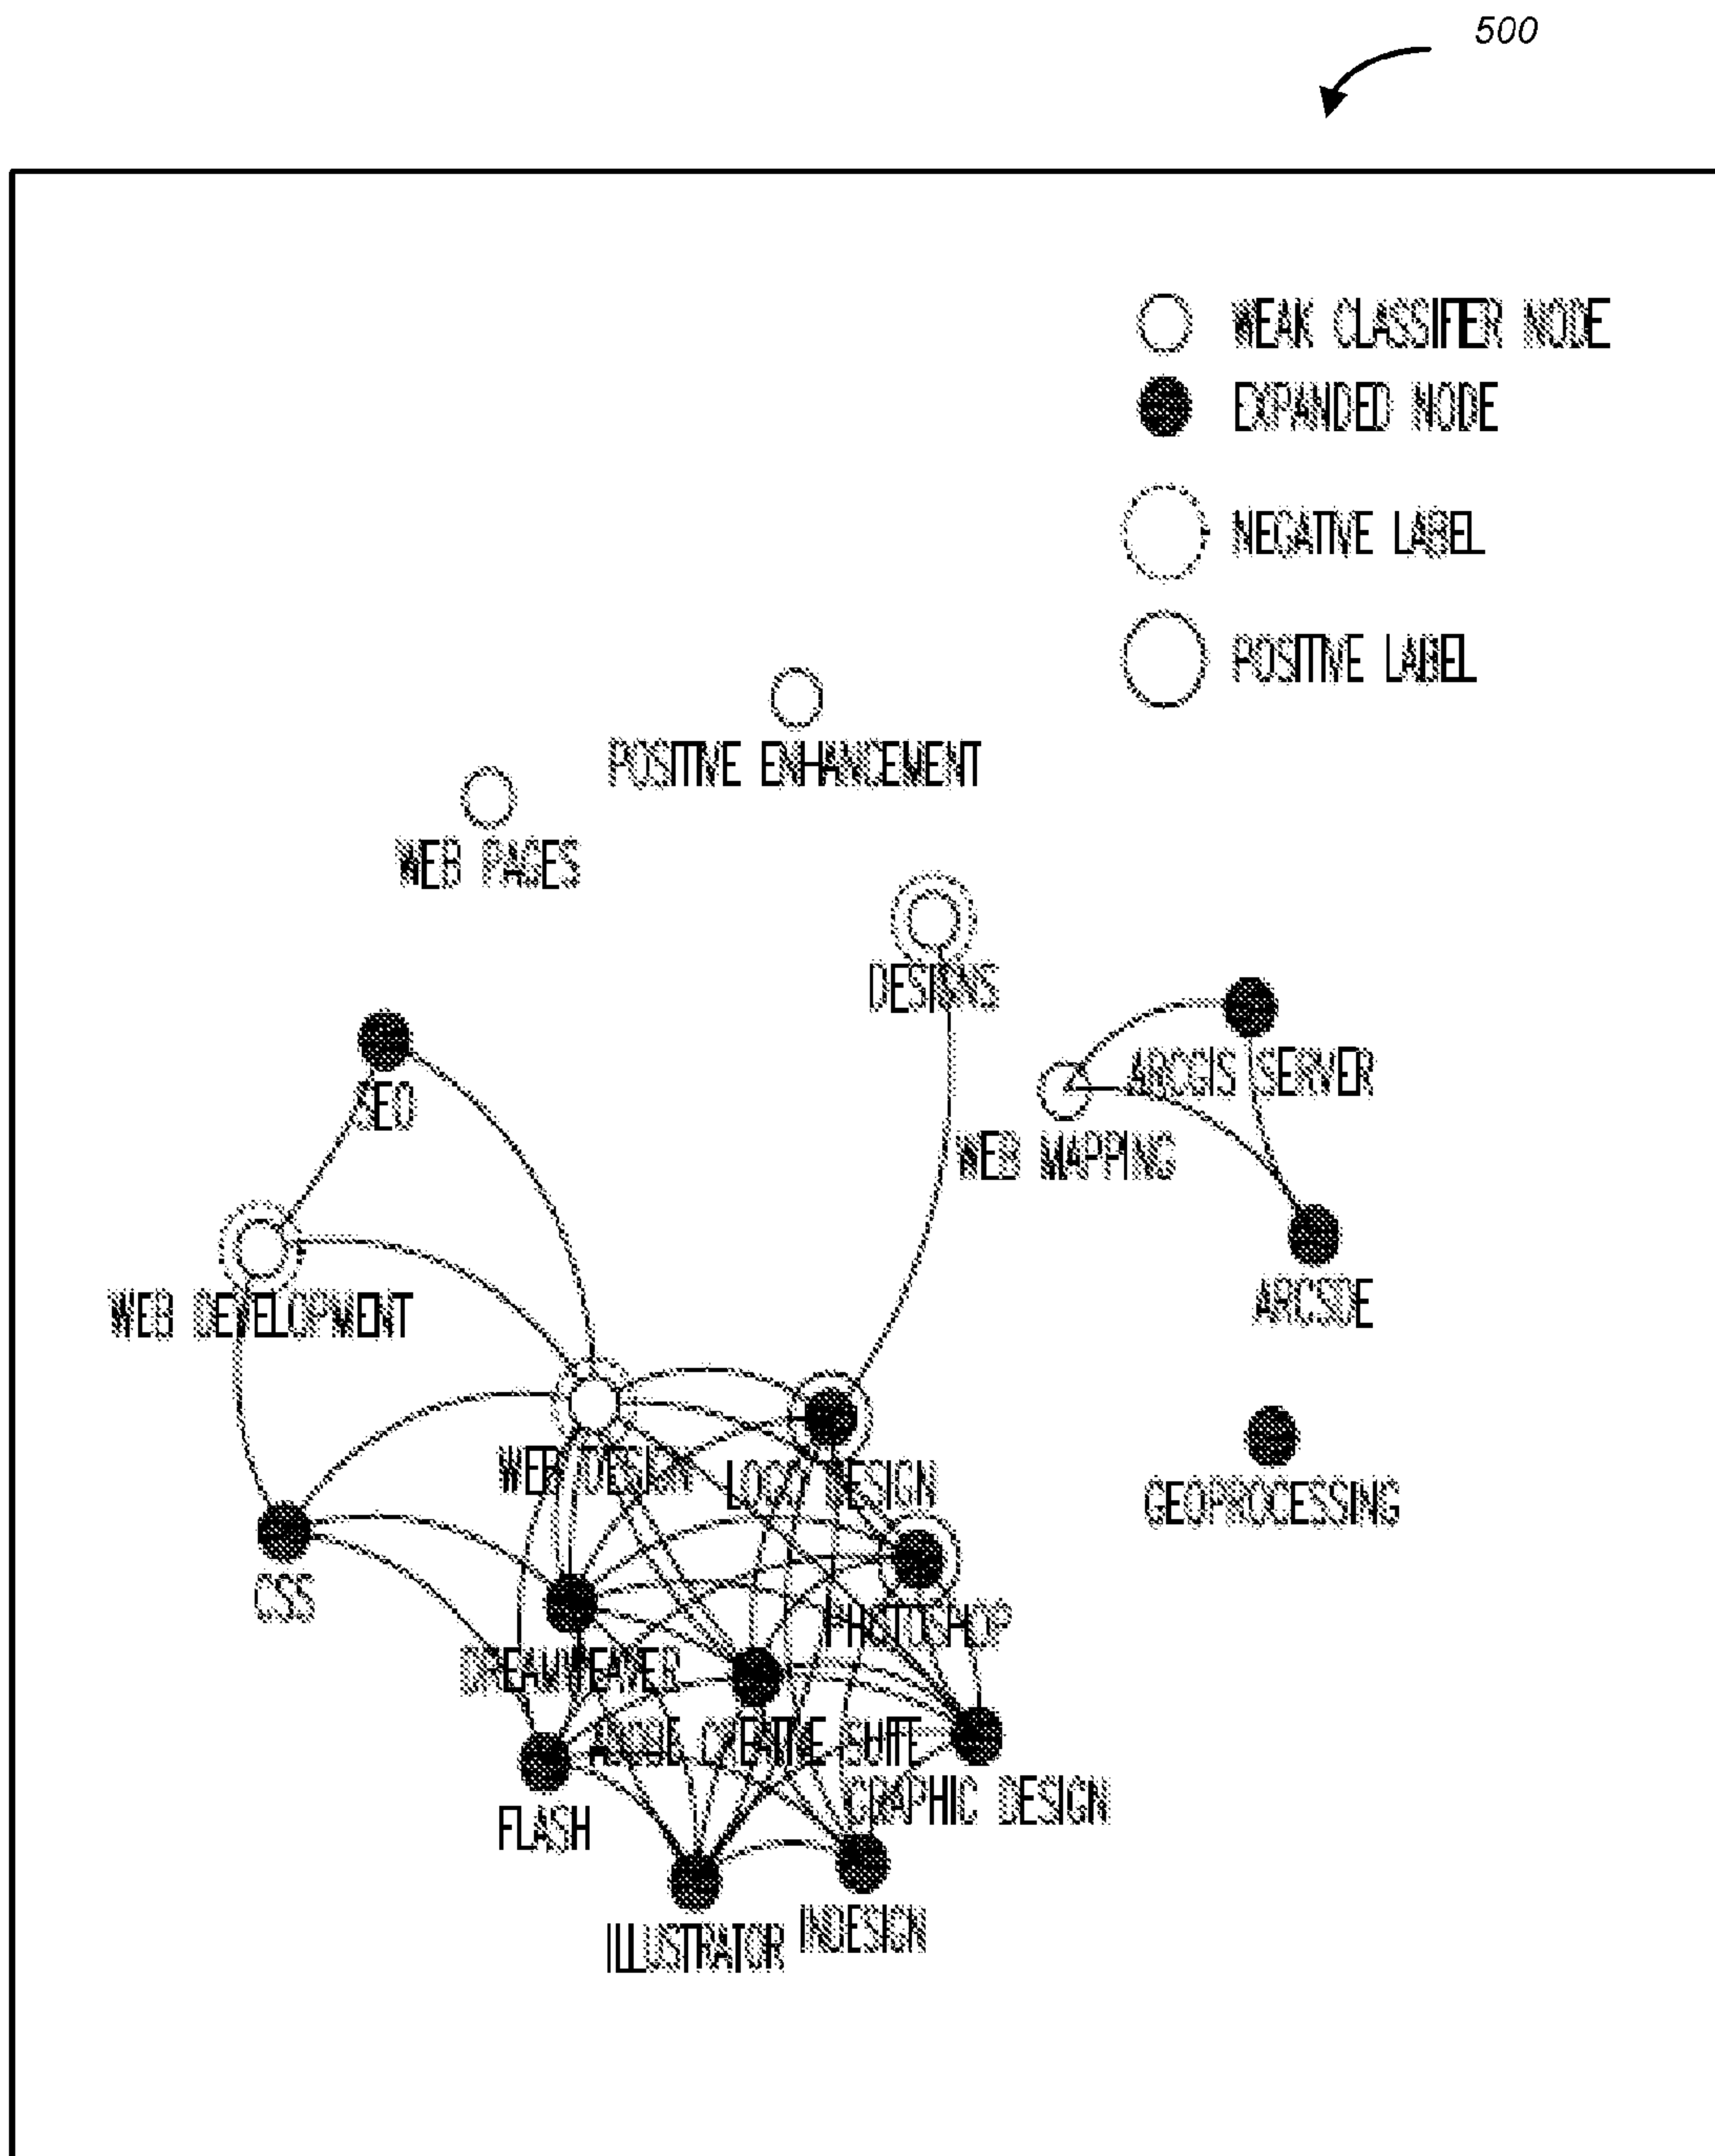 500
WEAK CLASSIFIER NODE
EXPANDED NODE
NEGATIVE LABEL
POSITIVE LABEL
POSITIVE ENHANCEMENT
WEB PAGES
DESIGNS
ARCGIS SERVER
SEO
WEB MAPPING
ARCSDE
WEB DEVELOPMENT
WEB DESIGN
LOGO DESIGN
GEOPROCESSING
CSS
PHOTOSHOP
DREAMWEAVER
ADOBE CREATIVE SUITE
GRAPHIC DESIGN
FLASH
INDESIGN
ILLUSTRATOR